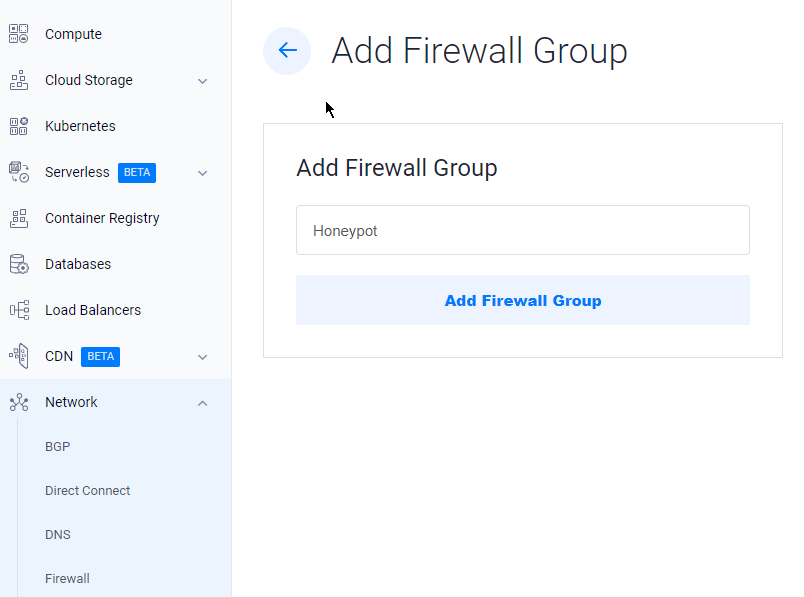 Compute
Cloud Storage
Kubernetes
Serverless BETA
Container Registry
Databases
Load Balancers
CDN BETA
Network
BGP
Direct Connect
DNS
Firewall
Add Firewall Group
Add Firewall Group
Honeypot
Add Firewall Group